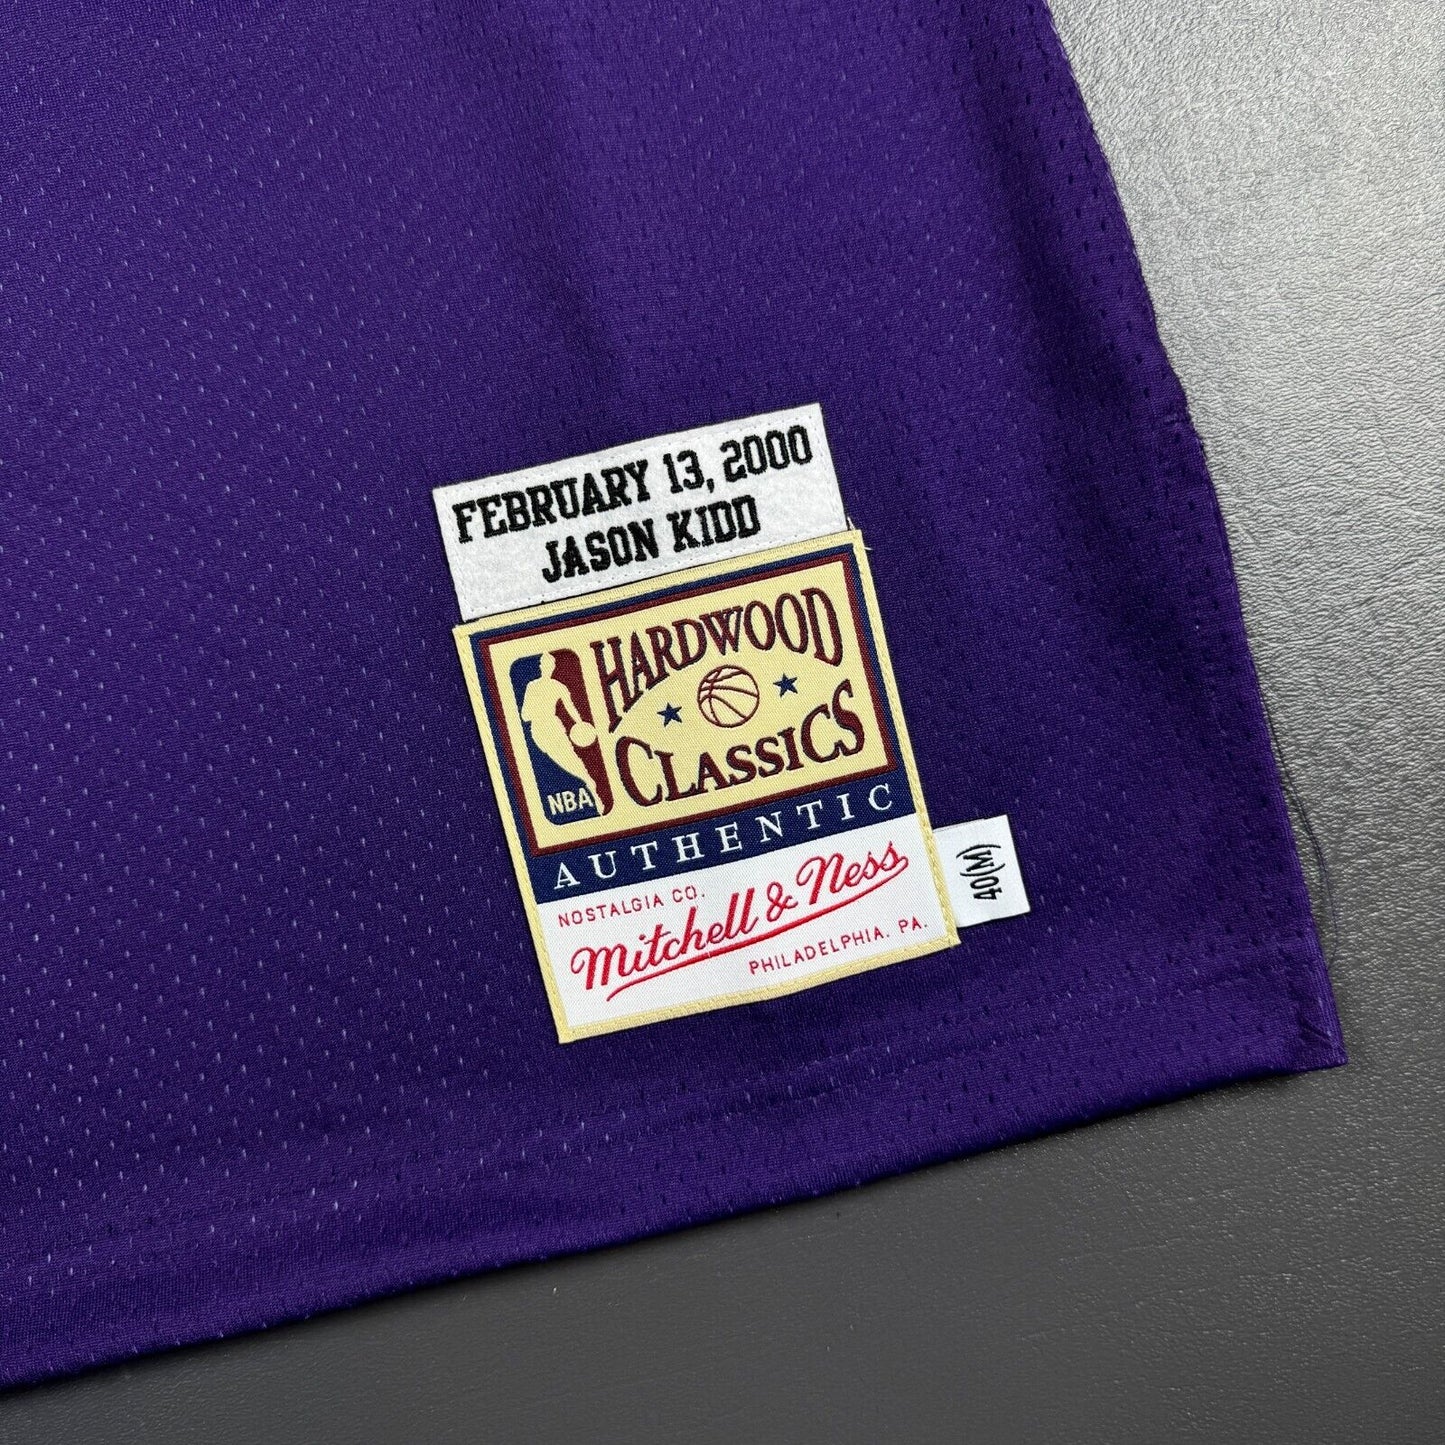 FEBRUARY 13, 2000
JASON KIDD
HARDWOOD
CLASSICS
NBA
AUTHENTIC
NOSTALGIA CO.
Mitchell & Ness
PHILADELPHIA. PA.
40(M)